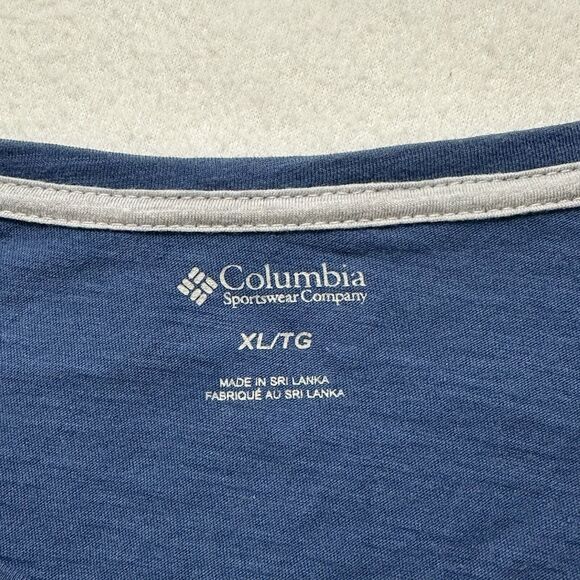 Columbia
Sportswear Company
XL/TG
MADE IN SRI LANKA
FABRIQUÉ AU SRI LANKA